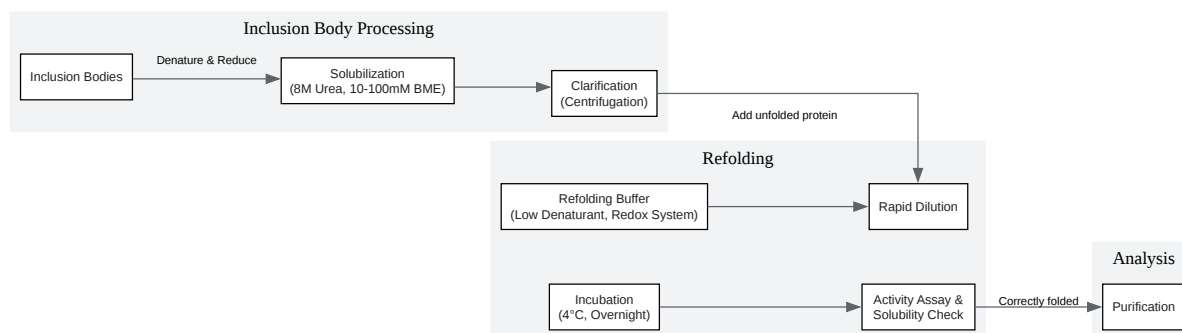 Inclusion Body Processing
Inclusion Bodies
Denature & Reduce
Solubilization
(8M Urea, 10-100mM BME)
Clarification
(Centrifugation)
Add unfolded protein
Refolding
Refolding Buffer
(Low Denaturant, Redox System)
Rapid Dilution
Incubation
(4°C, Overnight)
Activity Assay &
Solubility Check
Correctly folded
Analysis
Purification